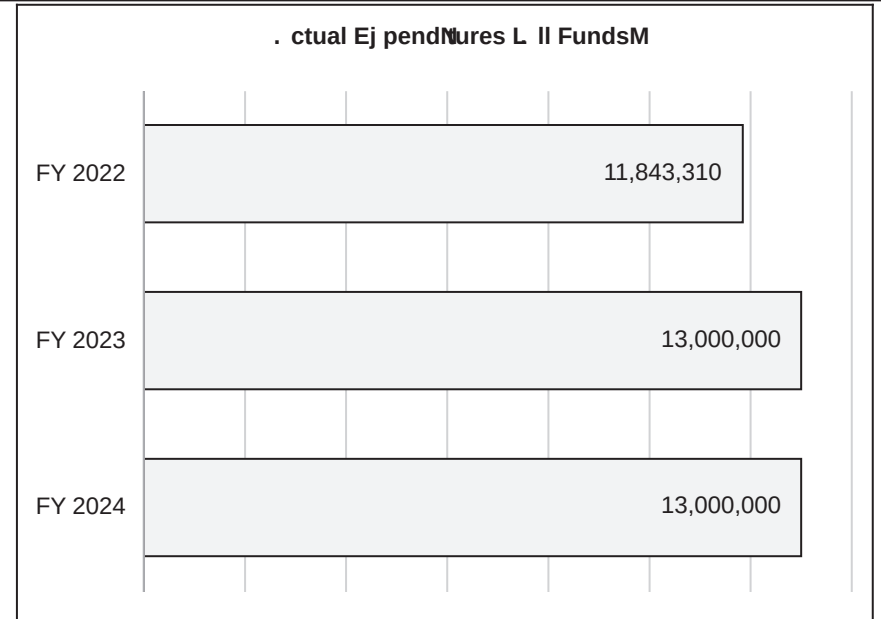 . ctual Ej pendNtures L. ll FundsM
FY 2022 11,843,310
FY 2023 13,000,000
FY 2024 13,000,000